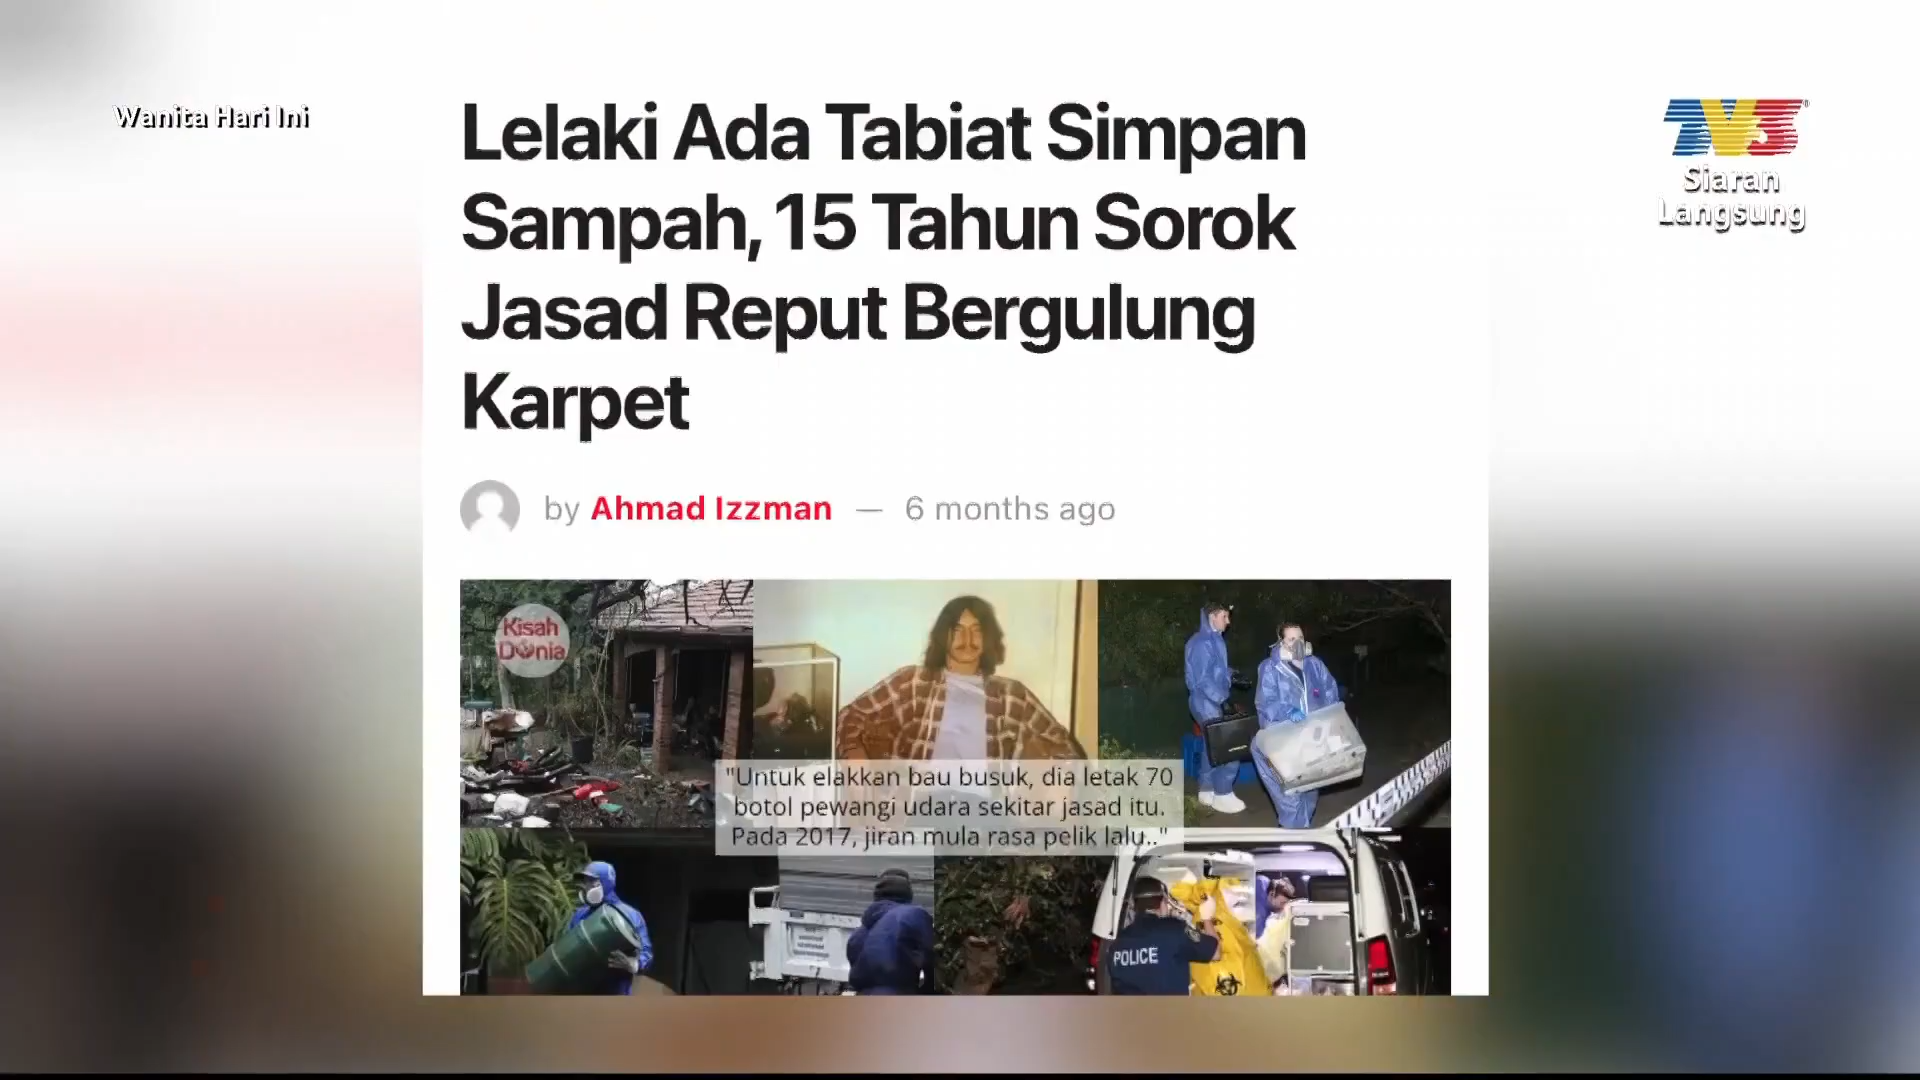 Wanita Hari Ini
TV3
Siaran
Langsung
Lelaki Ada Tabiat Simpan
Sampah, 15 Tahun Sorok
Jasad Reput Bergulung
Karpet
by Ahmad Izzman — 6 months ago
Kisah
Dunia
"Untuk elakkan bau busuk, dia letak 70
botol pewangi udara sekitar jasad itu.
Pada 2017, jiran mula rasa pelik lalu.."
POLICE